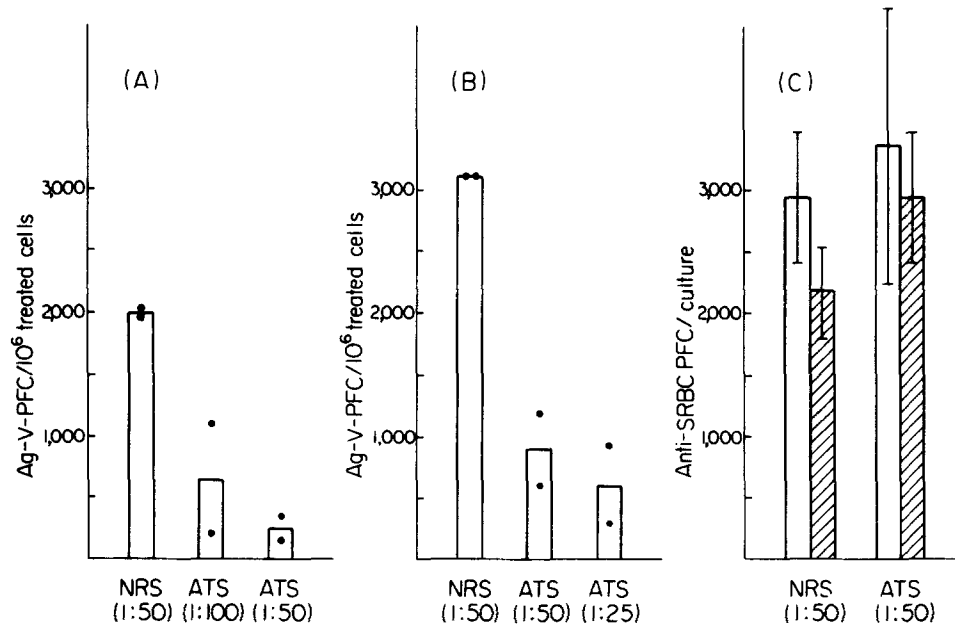 (A)
Ag-V-PFC/10⁶ treated cells
3,000
2,000
1,000
NRS
(1:50)
ATS
(1:100)
ATS
(1:50)
(B)
Ag-V-PFC/10⁶ treated cells
3,000
2,000
1,000
NRS
(1:50)
ATS
(1:50)
ATS
(1:25)
(C)
Anti-SRBC PFC/culture
3,000
2,000
1,000
NRS
(1:50)
ATS
(1:50)